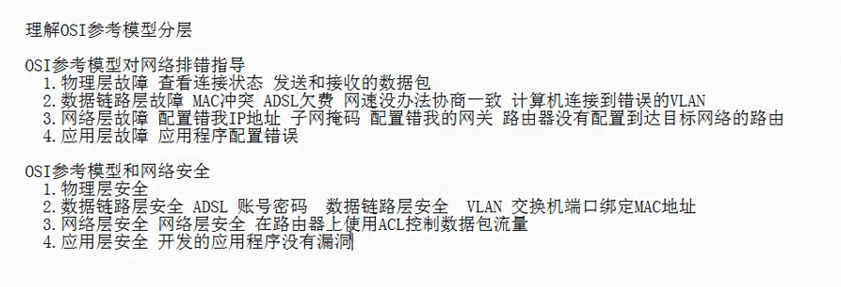 理解OSI参考模型分层
OSI参考模型对网络排错指导
1.物理层故障 查看连接状态 发送和接收的数据包
2.数据链路层故障 MAC冲突 ADSL欠费 网速没办法协商一致 计算机连接到错误的VLAN
3.网络层故障 配置错我IP地址 子网掩码 配置错我的网关 路由器没有配置到达目标网络的路由
4.应用层故障 应用程序配置错误
OSI参考模型和网络安全
1.物理层安全
2.数据链路层安全 ADSL 账号密码 数据链路层安全 VLAN 交换机端口绑定MAC地址
3.网络层安全 网络层安全 在路由器上使用ACL控制数据包流量
4.应用层安全 开发的应用程序没有漏洞